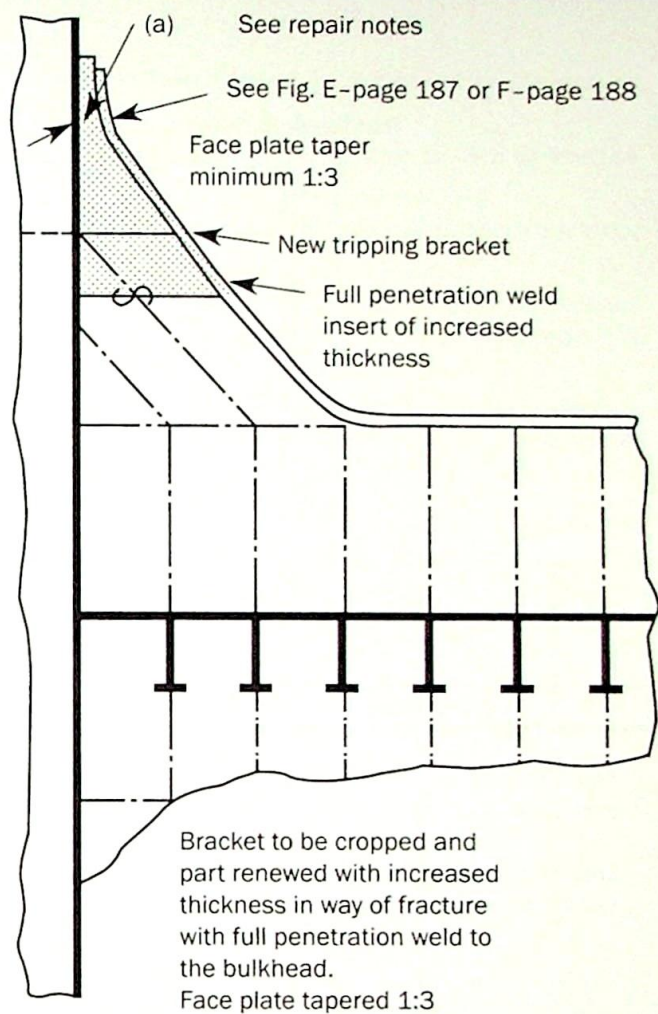 (a) See repair notes
See Fig. E–page 187 or F–page 188
Face plate taper
minimum 1:3
New tripping bracket
Full penetration weld
insert of increased
thickness
Bracket to be cropped and
part renewed with increased
thickness in way of fracture
with full penetration weld to
the bulkhead.
Face plate tapered 1:3